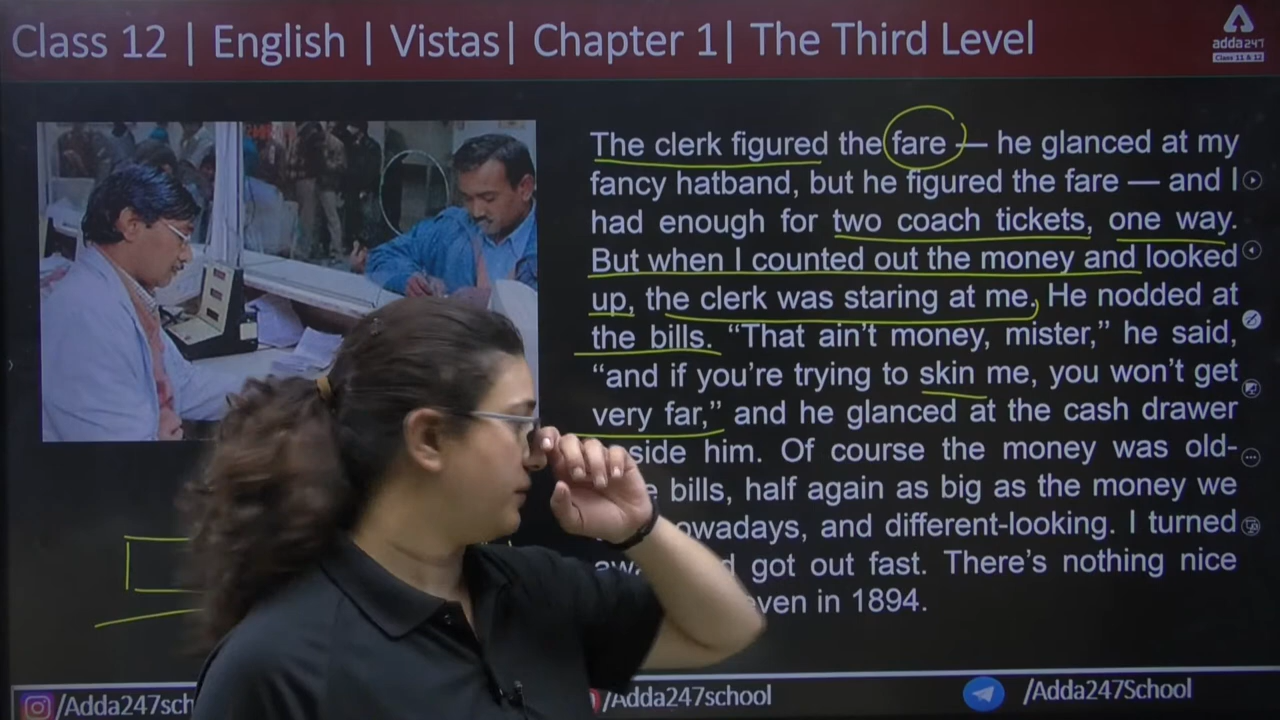 Class 12 | English | Vistas| Chapter 1| The Third Level
adda247
Class 11 & 12
The clerk figured the fare — he glanced at my
fancy hatband, but he figured the fare — and I
had enough for two coach tickets, one way.
But when I counted out the money and looked
up, the clerk was staring at me. He nodded at
the bills. “That ain’t money, mister,” he said,
“and if you’re trying to skin me, you won’t get
very far,” and he glanced at the cash drawer
side him. Of course the money was old-
bills, half again as big as the money we
owadays, and different-looking. I turned
got out fast. There’s nothing nice
even in 1894.
/Adda247sch
/Adda247school
/Adda247School